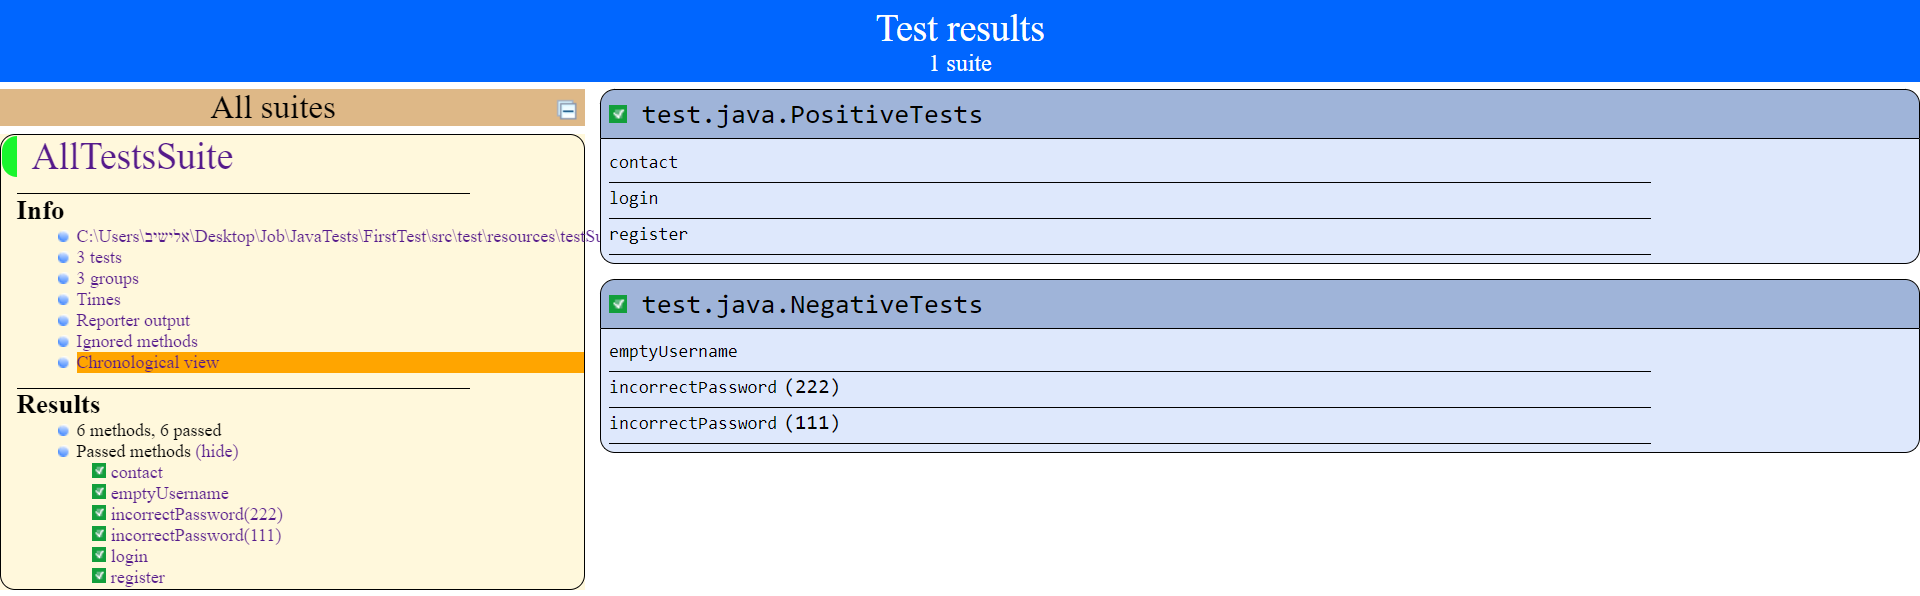 Test results
1 suite
All suites
AllTestsSuite
Info
C:\Users\אלישיב\Desktop\Job\JavaTests\FirstTest\src\test\resources\testSu
3 tests
3 groups
Times
Reporter output
Ignored methods
Chronological view
Results
6 methods, 6 passed
Passed methods (hide)
contact
emptyUsername
incorrectPassword(222)
incorrectPassword(111)
login
register
test.java.PositiveTests
contact
login
register
test.java.NegativeTests
emptyUsername
incorrectPassword (222)
incorrectPassword (111)